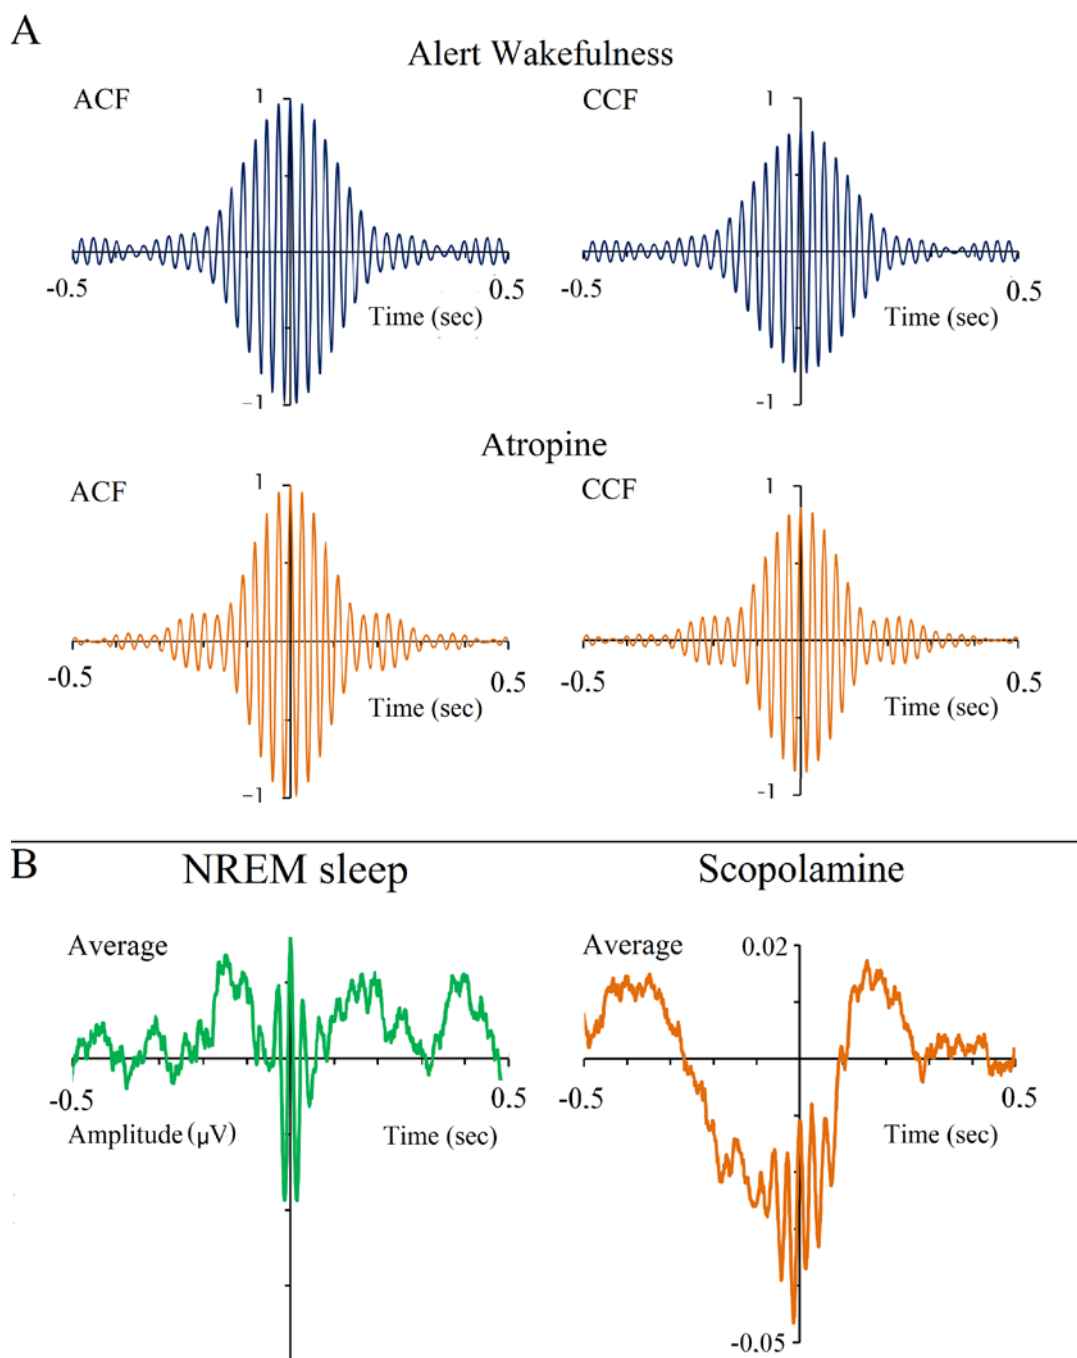 A
Alert Wakefulness
ACF
1
-0.5
0.5
Time (sec)
-1
CCF
1
-0.5
0.5
Time (sec)
-1
Atropine
ACF
1
-0.5
0.5
Time (sec)
-1
CCF
1
-0.5
0.5
Time (sec)
-1
B
NREM sleep
Average
-0.5
0.5
Amplitude (μV)
Time (sec)
Scopolamine
Average
0.02
-0.5
0.5
Time (sec)
-0.05